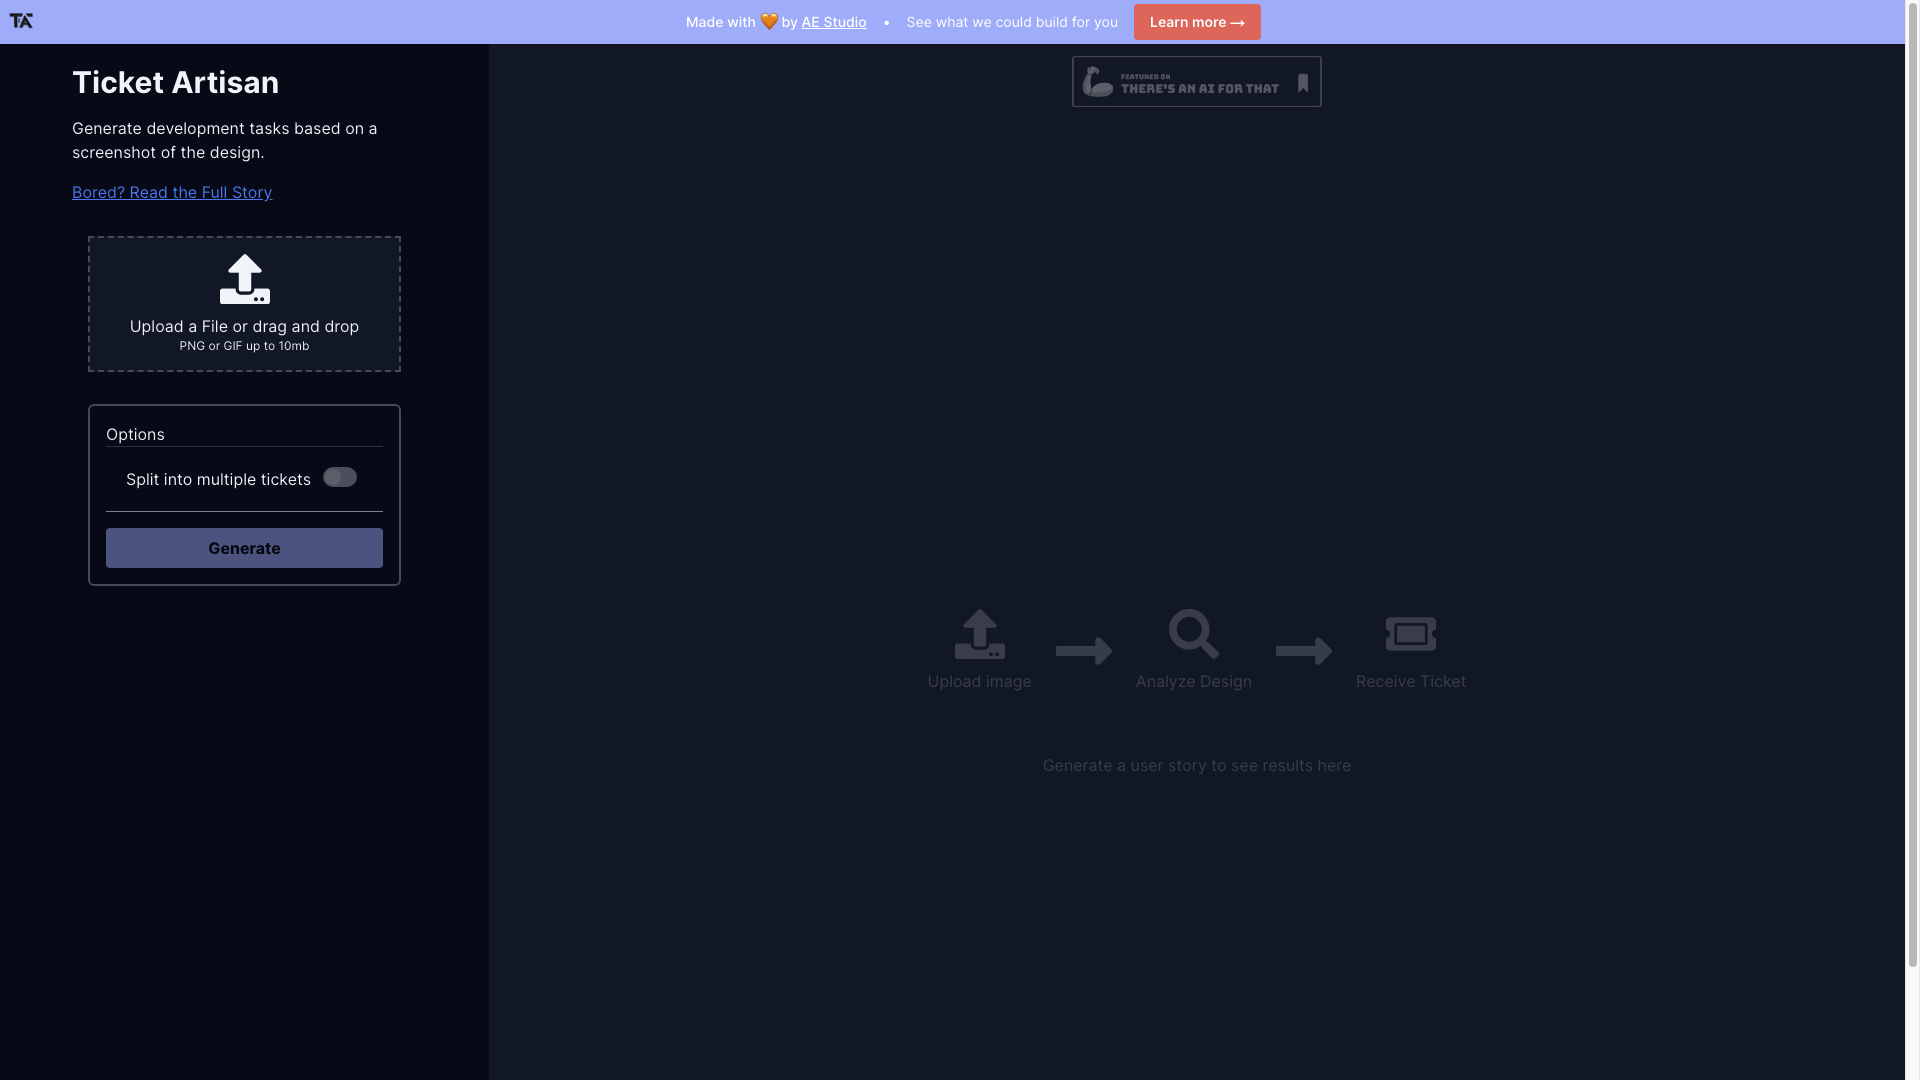 TA
Made with 🧡 by AE Studio • See what we could build for you Learn more →
Ticket Artisan
Generate development tasks based on a
screenshot of the design.
Bored? Read the Full Story
Upload a File or drag and drop
PNG or GIF up to 10mb
Options
Split into multiple tickets
Generate
FEATURED ON
THERE'S AN AI FOR THAT
Upload image
Analyze Design
Receive Ticket
Generate a user story to see results here